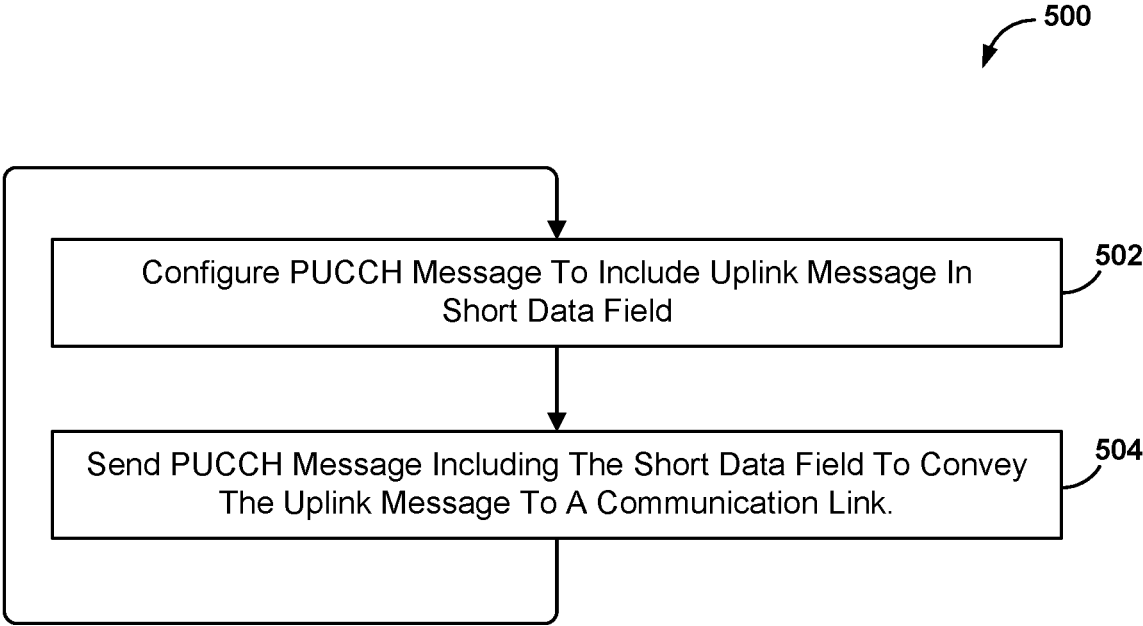 500
Configure PUCCH Message To Include Uplink Message In
Short Data Field
502
Send PUCCH Message Including The Short Data Field To Convey
The Uplink Message To A Communication Link.
504